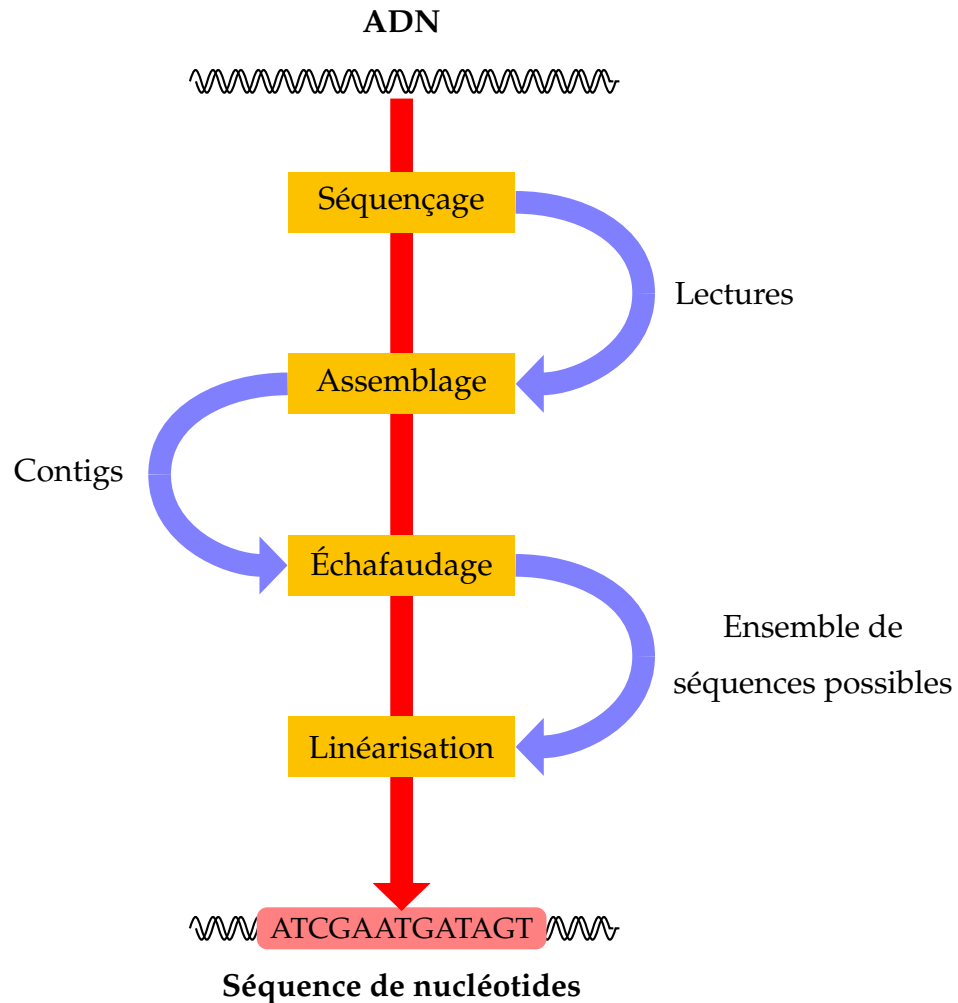 ADN
Séquençage
Lectures
Assemblage
Contigs
Échafaudage
Ensemble de
séquences possibles
Linéarisation
ATCGAATGATAGT
Séquence de nucléotides